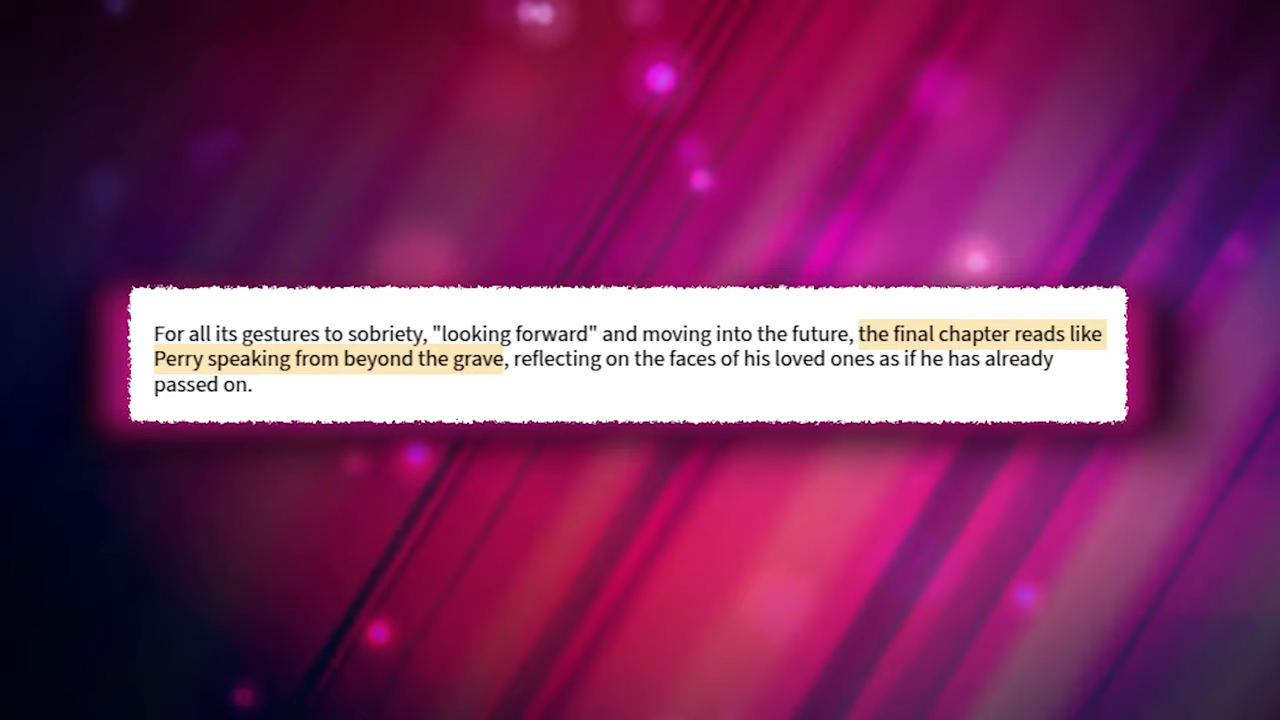 For all its gestures to sobriety, "looking forward" and moving into the future, the final chapter reads like
Perry speaking from beyond the grave, reflecting on the faces of his loved ones as if he has already
passed on.